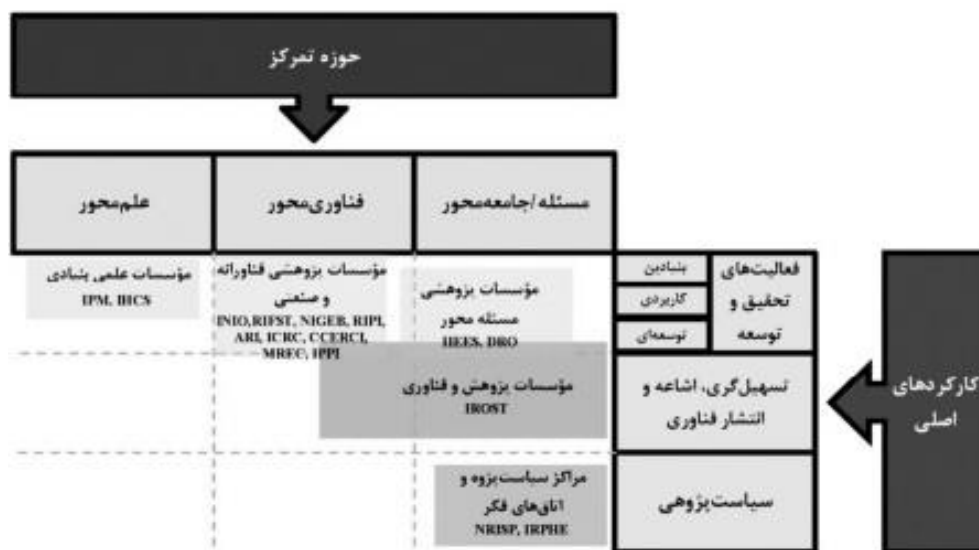 حوزه تمرکز
مسئله/جامعه‌محور
فناوری‌محور
علم‌محور
فعالیت‌های
تحقیق و
توسعه
بنیادین
کاربردی
توسعه‌ای
مؤسسات پژوهشی
مسئله محور
IIEES, DRO
مؤسسات پژوهشی فناورانه
و صنعتی
INIO,RIFST, NIGEB, RIPI,
ARI, ICRC, CCERCI,
MREC, IPPI
مؤسسات علمی بنیادی
IPM, IHCS
کارکردهای
اصلی
تسهیل‌گری، اشاعه و
انتشار فناوری
مؤسسات پژوهش و فناوری
IROST
سیاست‌پژوهی
مراکز سیاست‌پژوه و
اتاق‌های فکر
NRISP, IRPHE